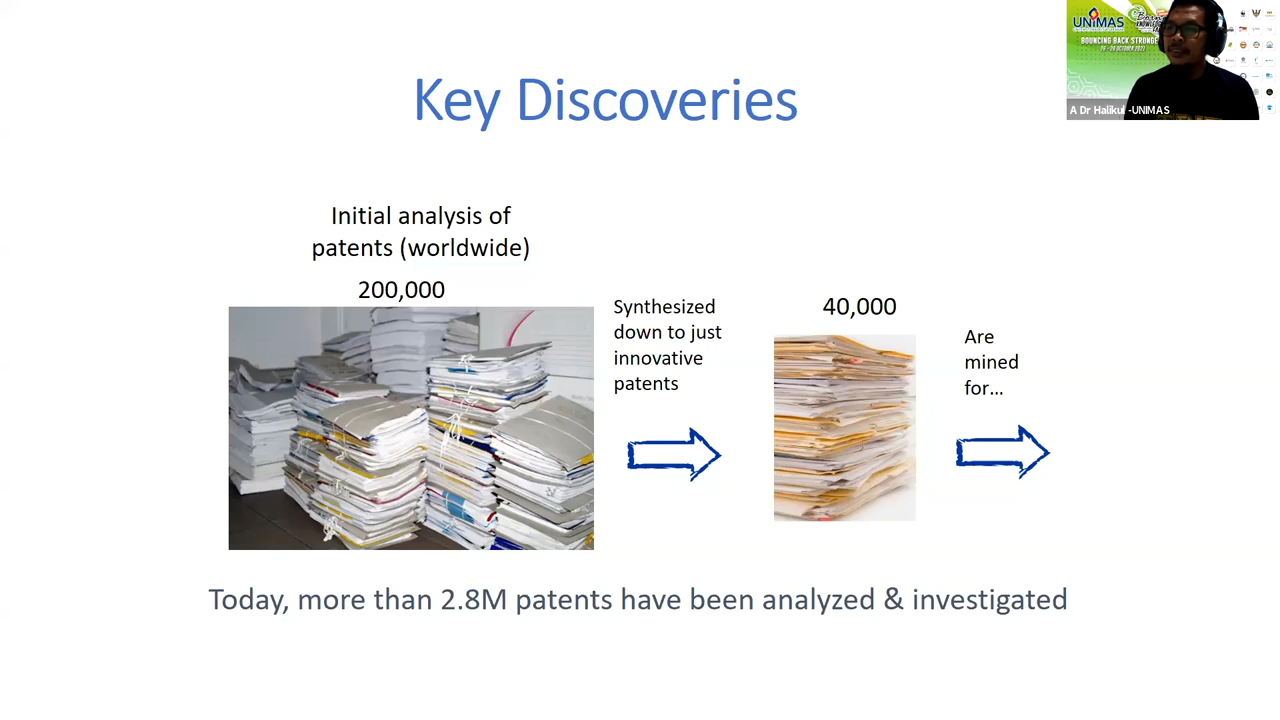 Key Discoveries
UNIMAS
BOUNCING BACK STRONGE
A Dr Halikul -UNIMAS
Initial analysis of
patents (worldwide)
200,000
Synthesized
down to just
innovative
patents
40,000
Are
mined
for...
Today, more than 2.8M patents have been analyzed & investigated